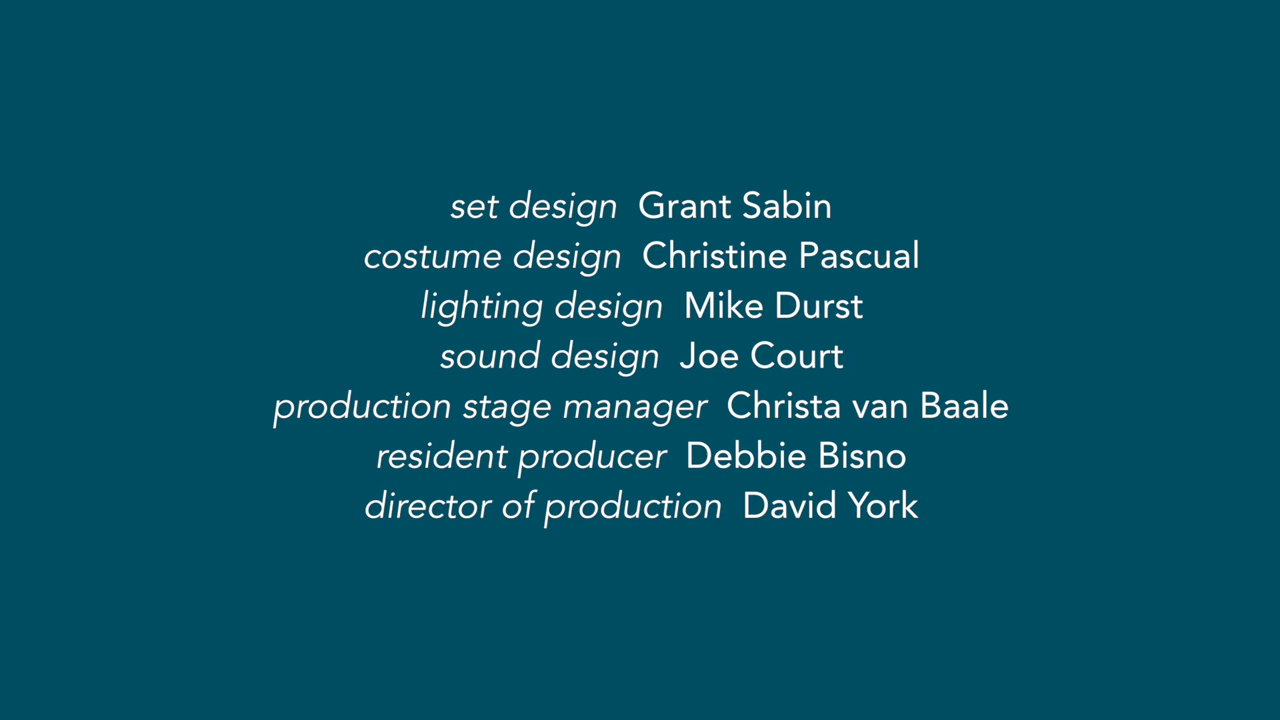 set design Grant Sabin
costume design Christine Pascual
lighting design Mike Durst
sound design Joe Court
production stage manager Christa van Baale
resident producer Debbie Bisno
director of production David York